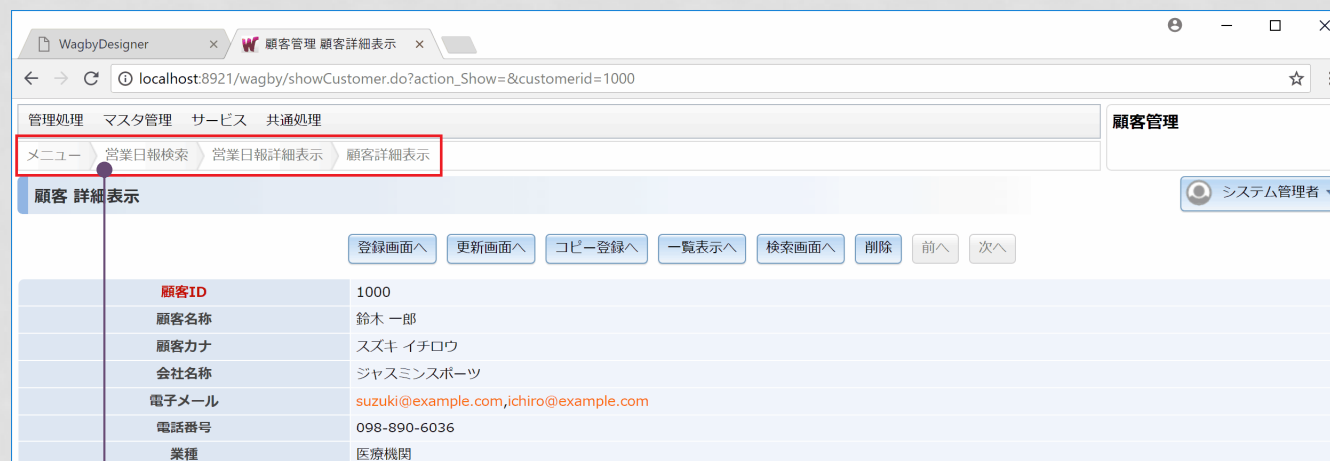 WagbyDesigner × 顧客管理 顧客詳細表示 ×
localhost:8921/wagby/showCustomer.do?action_Show=&customerid=1000
管理処理 マスタ管理 サービス 共通処理
顧客管理
メニュー 営業日報検索 営業日報詳細表示 顧客詳細表示
顧客 詳細表示
システム管理者
登録画面へ 更新画面へ コピー登録へ 一覧表示へ 検索画面へ 削除 前へ 次へ
顧客ID 1000
顧客名称 鈴木 一郎
顧客カナ スズキ イチロウ
会社名称 ジャスミンスポーツ
電子メール suzuki@example.com,ichiro@example.com
電話番号 098-890-6036
業種 医療機関